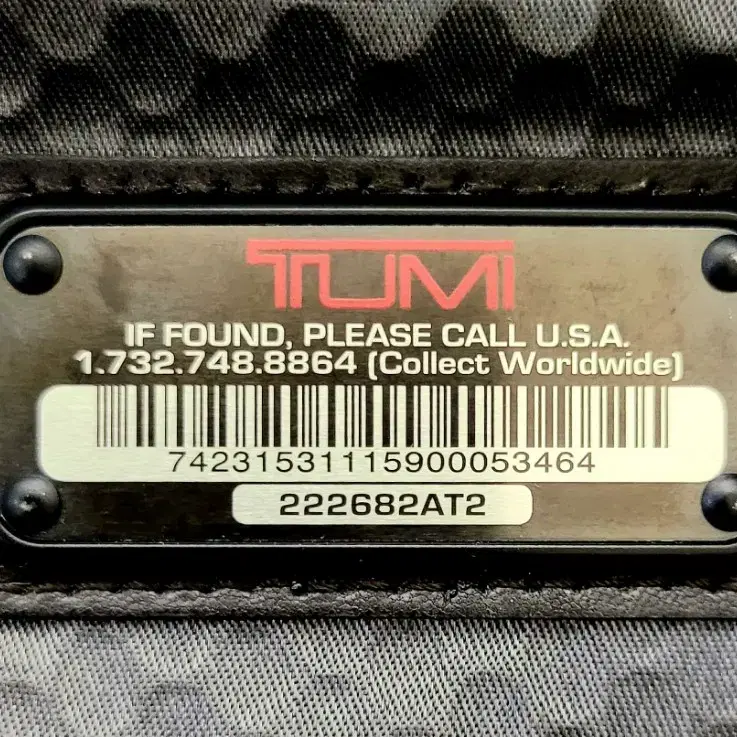 TUMI
IF FOUND, PLEASE CALL U.S.A.
1.732.748.8864 (Collect Worldwide)
74231531115900053464
222682AT2